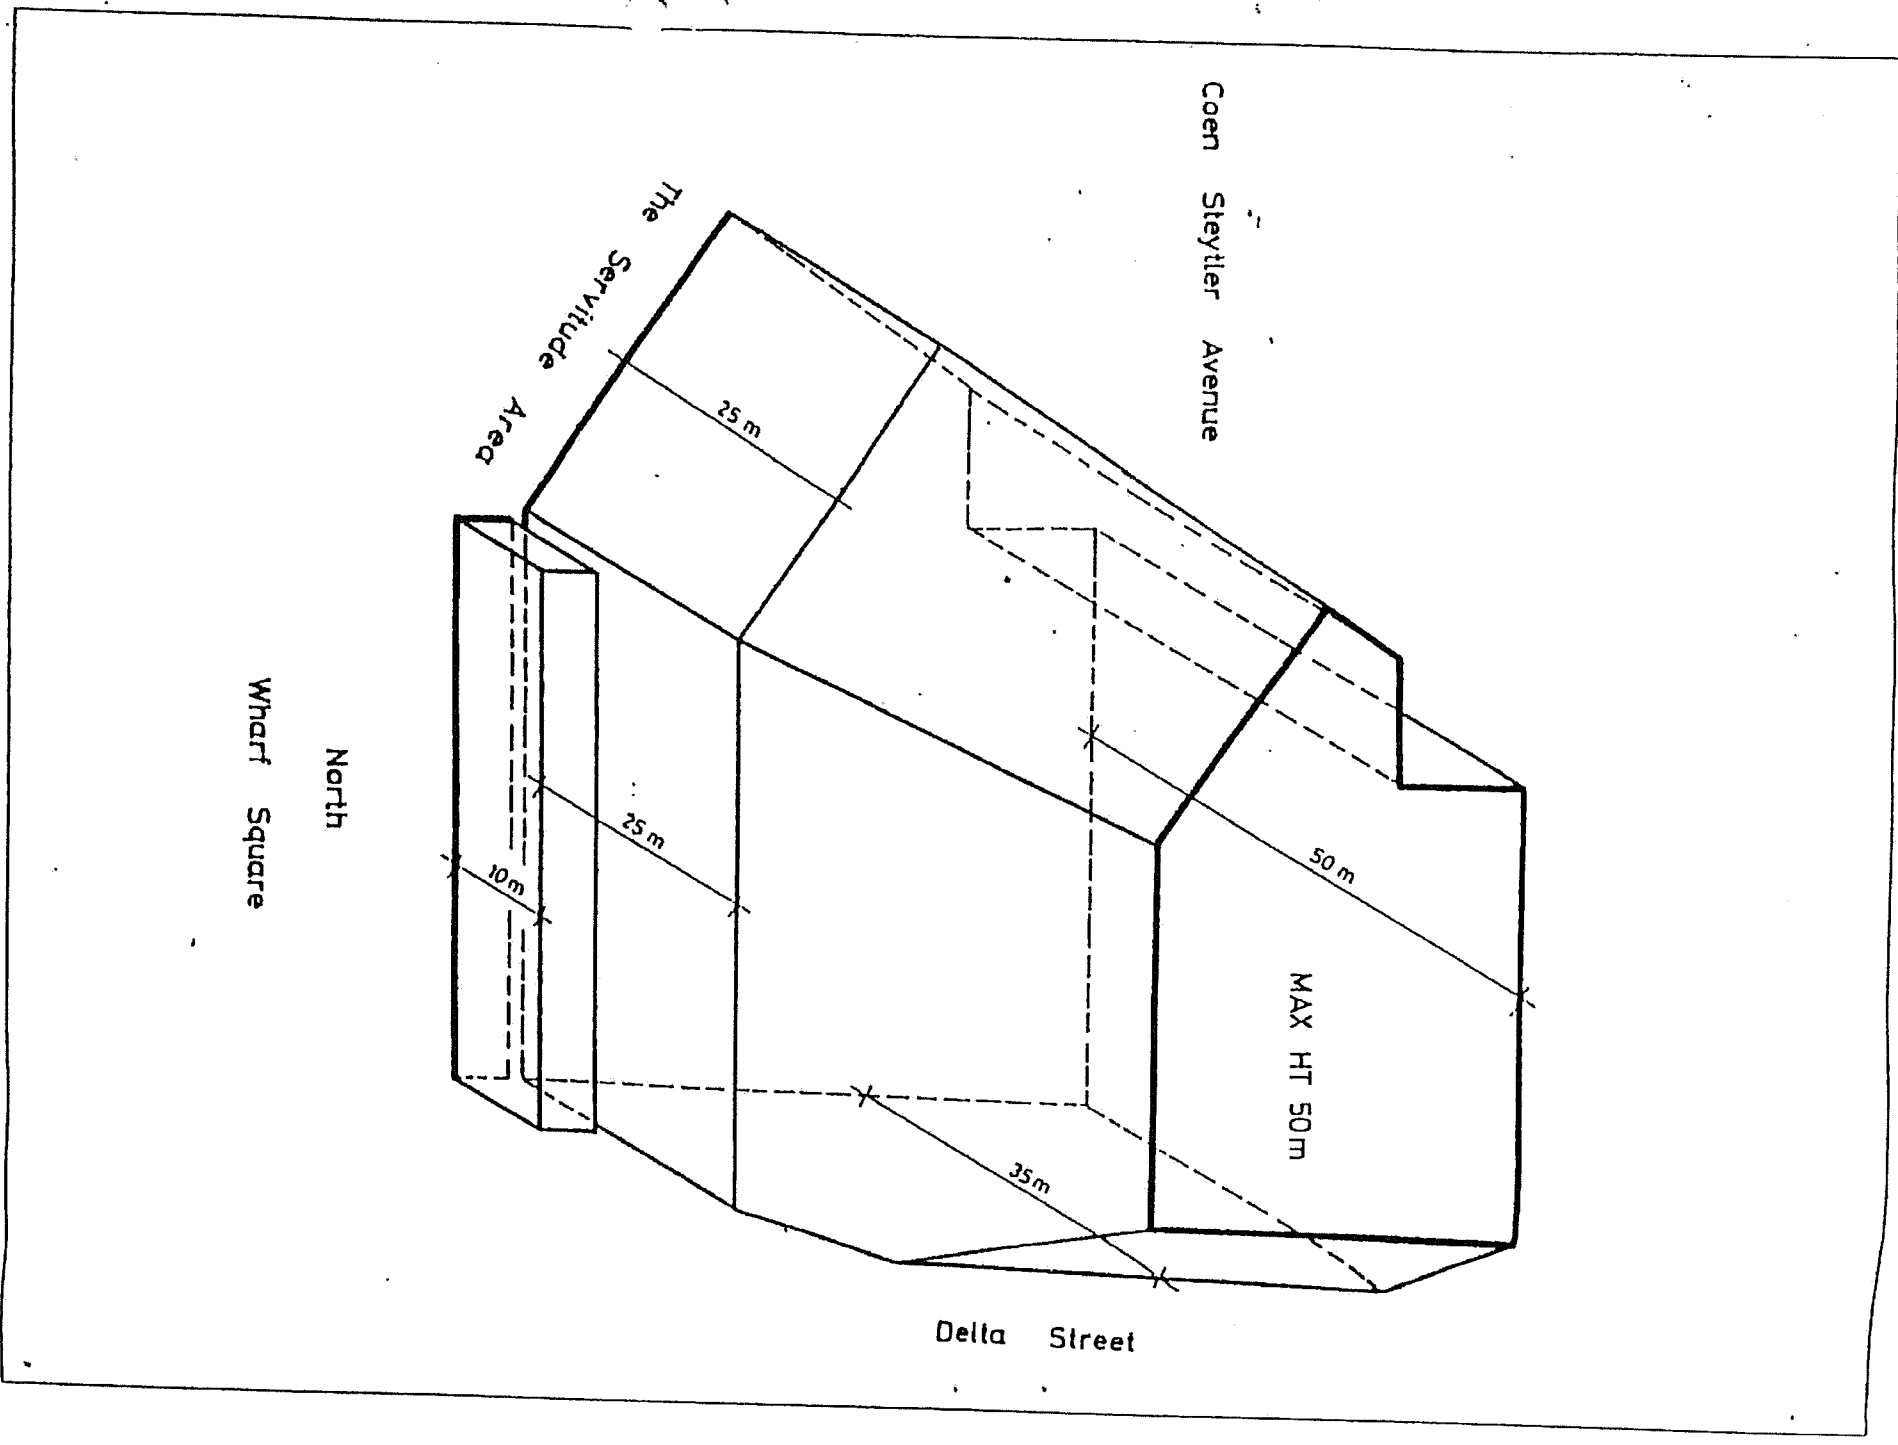 Coen Steytler Avenue
The Servitude Area
25 m
50 m
MAX HT 50m
25 m
10 m
35 m
North
Wharf Square
Delta Street